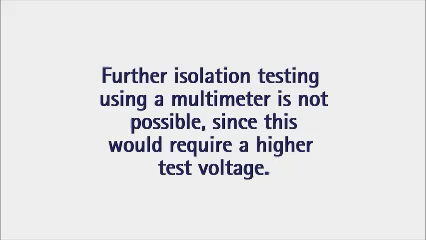 Further isolation testing
using a multimeter is not
possible, since this
would require a higher
test voltage.